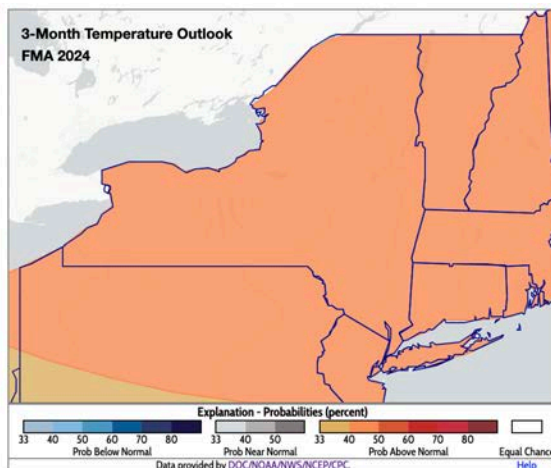 3-Month Temperature Outlook
FMA 2024
Explanation - Probabilities (percent)
33 40 50 60 70 80 33 40 50 33 40 50 60 70 80
Prob Below Normal Prob Near Normal Prob Above Normal Equal Chance
Data provided by DOC/NOAA/NWS/NCEP/CPC. Help